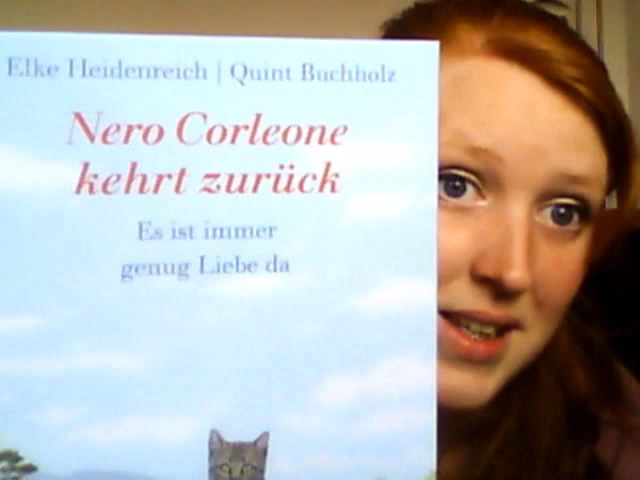 Elke Heidenreich | Quint Buchholz
Nero Corleone
kehrt zurück
Es ist immer
genug Liebe da